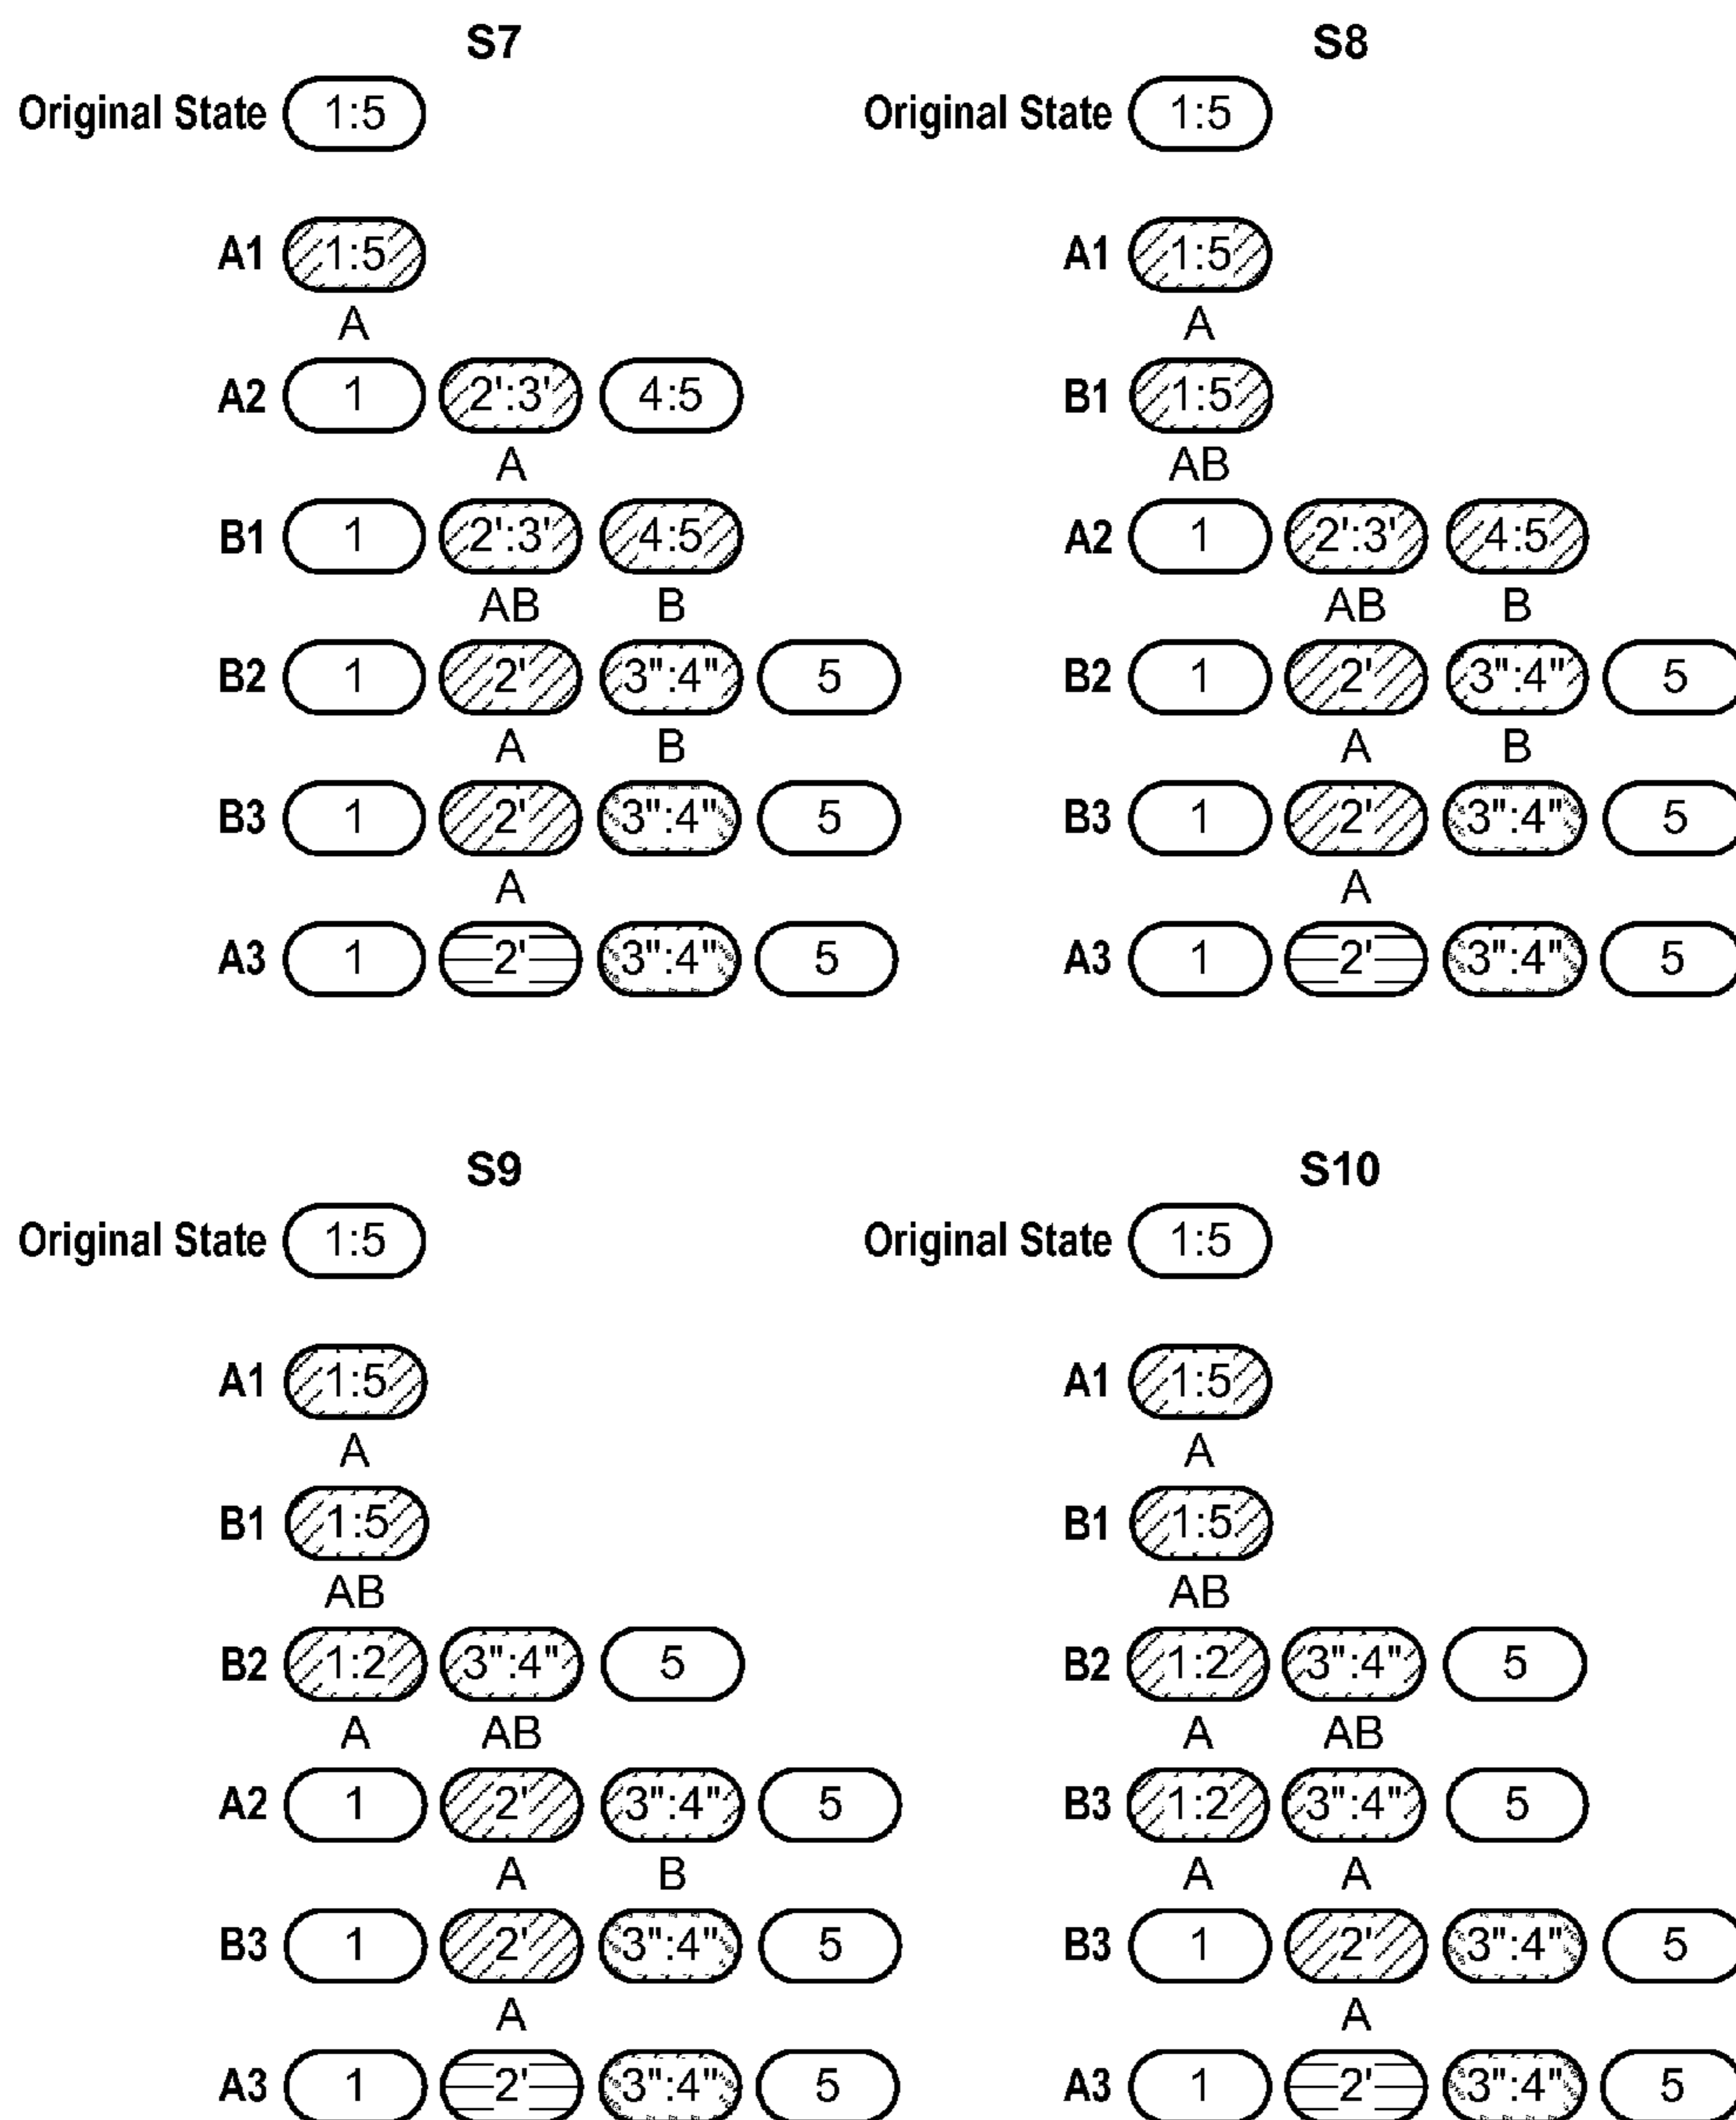 S7
Original State 1:5
A1 1:5
A
A2 1 2':3' 4:5
A
B1 1 2':3' 4:5
AB B
B2 1 2' 3":4" 5
A B
B3 1 2' 3":4" 5
A
A3 1 2' 3":4" 5
S8
Original State 1:5
A1 1:5
A
B1 1:5
AB
A2 1 2':3' 4:5
AB B
B2 1 2' 3":4" 5
A B
B3 1 2' 3":4" 5
A
A3 1 2' 3":4" 5
S9
Original State 1:5
A1 1:5
A
B1 1:5
AB
B2 1:2 3":4" 5
A AB
A2 1 2' 3":4" 5
A B
B3 1 2' 3":4" 5
A
A3 1 2' 3":4" 5
S10
Original State 1:5
A1 1:5
A
B1 1:5
AB
B2 1:2 3":4" 5
A AB
B3 1:2 3":4" 5
A A
B3 1 2' 3":4" 5
A
A3 1 2' 3":4" 5